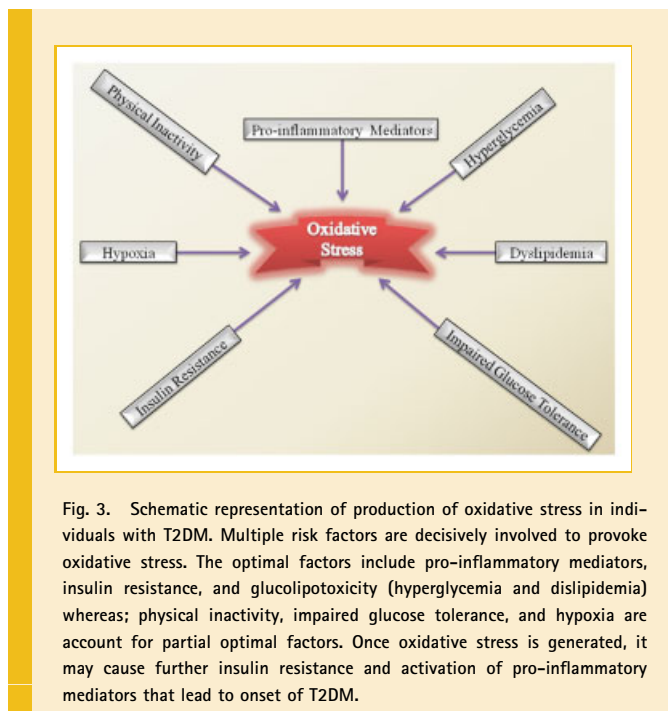 Physical Inactivity
Pro-inflammatory Mediators
Hyperglycemia
Oxidative
Stress
Hypoxia
Dyslipidemia
Insulin Resistance
Impaired Glucose Tolerance
Fig. 3. Schematic representation of production of oxidative stress in indi-
viduals with T2DM. Multiple risk factors are decisively involved to provoke
oxidative stress. The optimal factors include pro-inflammatory mediators,
insulin resistance, and glucolipotoxicity (hyperglycemia and dislipidemia)
whereas; physical inactivity, impaired glucose tolerance, and hypoxia are
account for partial optimal factors. Once oxidative stress is generated, it
may cause further insulin resistance and activation of pro-inflammatory
mediators that lead to onset of T2DM.